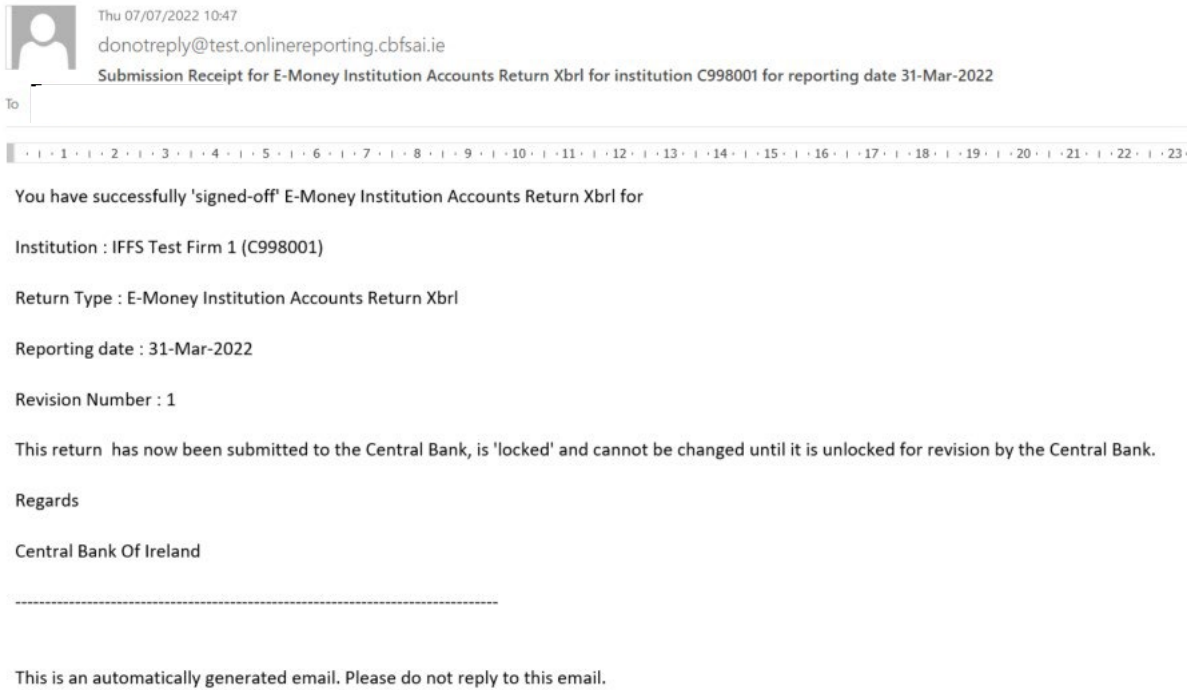 Thu 07/07/2022 10:47
donotreply@test.onlinereporting.cbfsai.ie
Submission Receipt for E-Money Institution Accounts Return Xbrl for institution C998001 for reporting date 31-Mar-2022
To
1 2 3 4 5 6 7 8 9 10 11 12 13 14 15 16 17 18 19 20 21 22 23
You have successfully 'signed-off' E-Money Institution Accounts Return Xbrl for
Institution : IFFS Test Firm 1 (C998001)
Return Type : E-Money Institution Accounts Return Xbrl
Reporting date : 31-Mar-2022
Revision Number : 1
This return  has now been submitted to the Central Bank, is 'locked' and cannot be changed until it is unlocked for revision by the Central Bank.
Regards
Central Bank Of Ireland
--------------------------------------------------------------------------------
This is an automatically generated email. Please do not reply to this email.